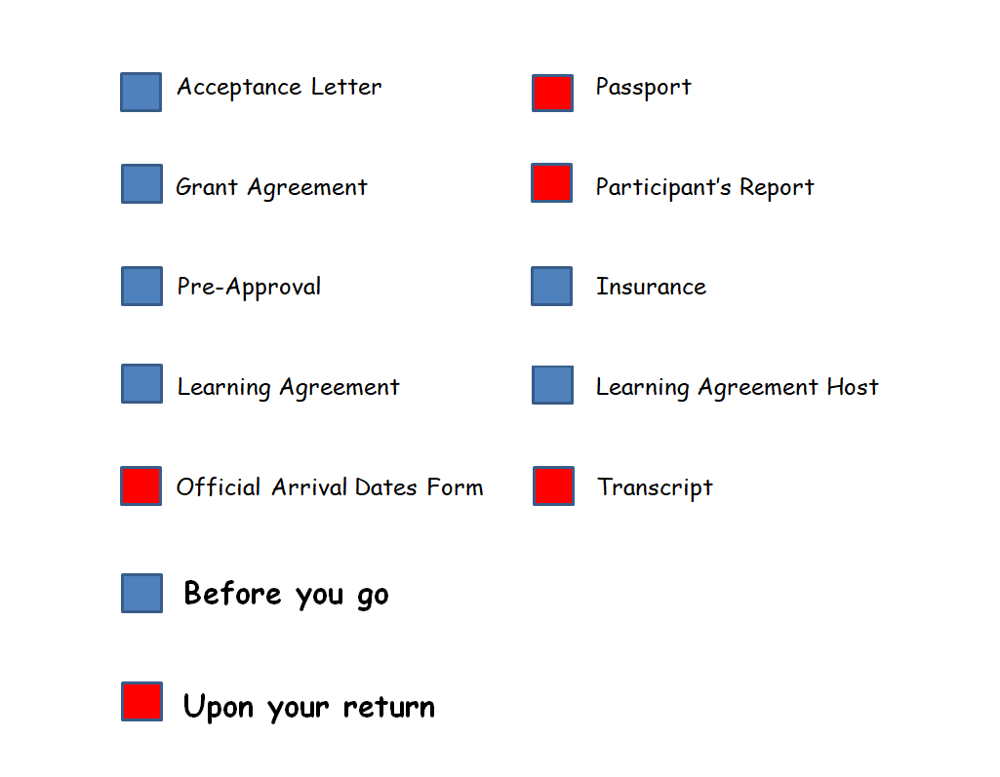 Acceptance Letter
Passport
Grant Agreement
Participant’s Report
Pre-Approval
Insurance
Learning Agreement
Learning Agreement Host
Official Arrival Dates Form
Transcript
Before you go
Upon your return